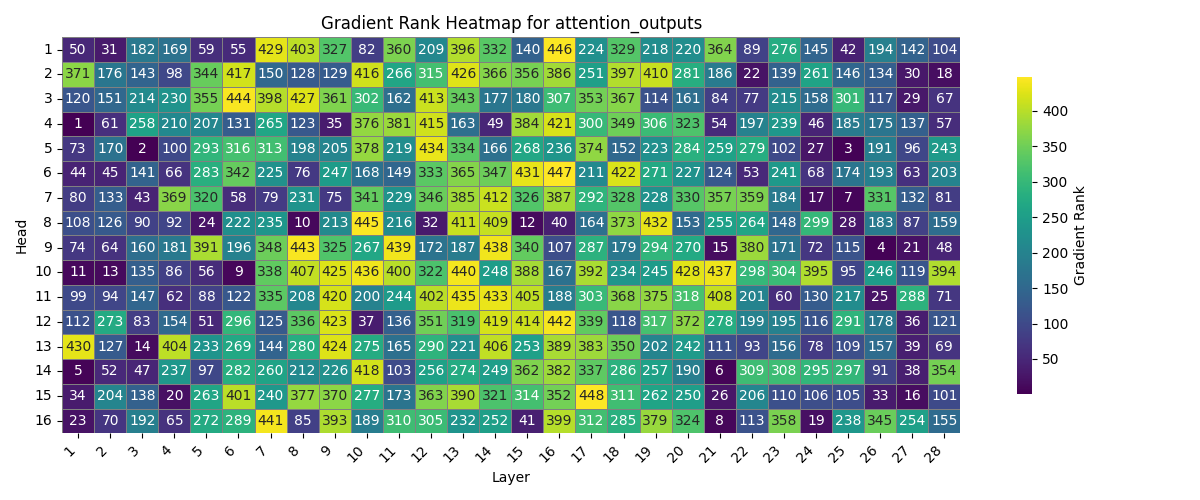 Gradient Rank Heatmap for attention_outputs
1 50 31 182 169 59 55 429 403 327 82 360 209 396 332 140 446 224 329 218 220 364 89 276 145 42 194 142 104
2 371 176 143 98 344 417 150 128 129 416 266 315 426 366 356 386 251 397 410 281 186 22 139 261 146 134 30 18
3 120 151 214 230 355 444 398 427 361 302 162 413 343 177 180 307 353 367 114 161 84 77 215 158 301 117 29 67
4 1 61 258 210 207 131 265 123 35 376 381 415 163 49 384 421 300 349 306 323 54 197 239 46 185 175 137 57
5 73 170 2 100 293 316 313 198 205 378 219 434 334 166 268 236 374 152 223 284 259 279 102 27 3 191 96 243
6 44 45 141 66 283 342 225 76 247 168 149 333 365 347 431 447 211 422 271 227 124 53 241 68 174 193 63 203
7 80 133 43 369 320 58 79 231 75 341 229 346 385 412 326 387 292 328 228 330 357 359 184 17 7 331 132 81
8 108 126 90 92 24 222 235 10 213 445 216 32 411 409 12 40 164 373 432 153 255 264 148 299 28 183 87 159
9 74 64 160 181 391 196 348 443 325 267 439 172 187 438 340 107 287 179 294 270 15 380 171 72 115 4 21 48
10 11 13 135 86 56 9 338 407 425 436 400 322 440 248 388 167 392 234 245 428 437 298 304 395 95 246 119 394
11 99 94 147 62 88 122 335 208 420 200 244 402 435 433 405 188 303 368 375 318 408 201 60 130 217 25 288 71
12 112 273 83 154 51 296 125 336 423 37 136 351 319 419 414 442 339 118 317 372 278 199 195 116 291 178 36 121
13 430 127 14 404 233 269 144 280 424 275 165 290 221 406 253 389 383 350 202 242 111 93 156 78 109 157 39 69
14 5 52 47 237 97 282 260 212 226 418 103 256 274 249 362 382 337 286 257 190 6 309 308 295 297 91 38 354
15 34 204 138 20 263 401 240 377 370 277 173 363 390 321 314 352 448 311 262 250 26 206 110 106 105 33 16 101
16 23 70 192 65 272 289 441 85 393 189 310 305 232 252 41 399 312 285 379 324 8 113 358 19 238 345 254 155
1 2 3 4 5 6 7 8 9 10 11 12 13 14 15 16 17 18 19 20 21 22 23 24 25 26 27 28
Layer
Head
400
350
300
250
200
150
100
50
Gradient Rank